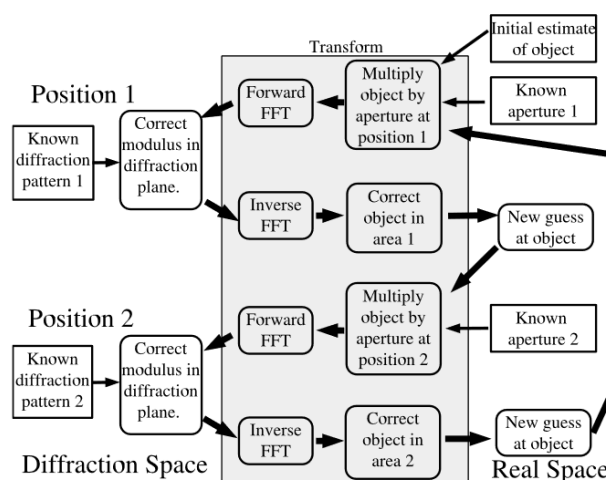 Transform
Initial estimate
of object
Position 1
Forward
FFT
Multiply
object by
aperture at
position 1
Known
aperture 1
Known
diffraction
pattern 1
Correct
modulus in
diffraction
plane.
Inverse
FFT
Correct
object in
area 1
New guess
at object
Position 2
Forward
FFT
Multiply
object by
aperture at
position 2
Known
aperture 2
Known
diffraction
pattern 2
Correct
modulus in
diffraction
plane.
Inverse
FFT
Correct
object in
area 2
New guess
at object
Diffraction Space
Real Space